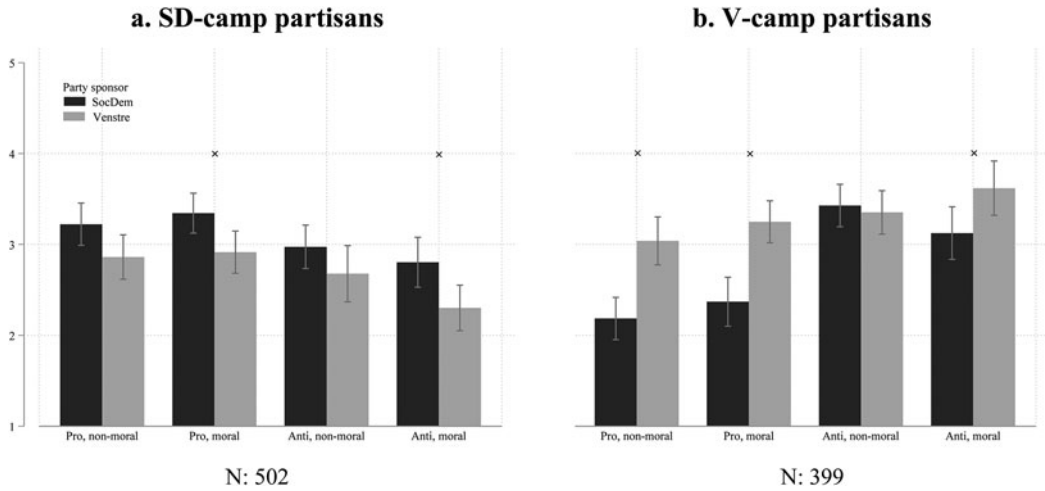 a. SD-camp partisans
b. V-camp partisans
5
4
3
2
1
Party sponsor
SocDem
Venstre
Pro, non-moral
Pro, moral
Anti, non-moral
Anti, moral
Pro, non-moral
Pro, moral
Anti, non-moral
Anti, moral
N: 502
N: 399